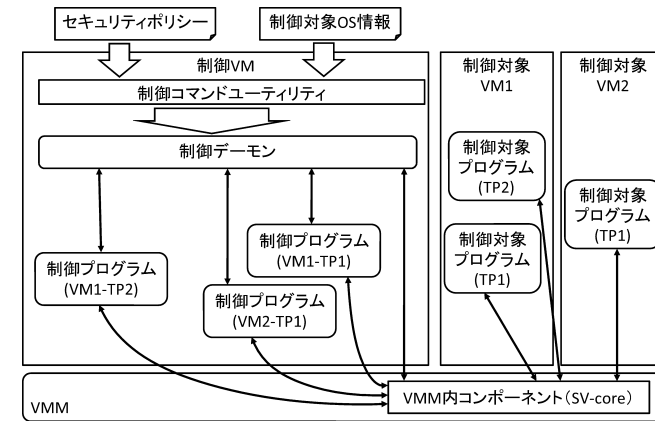 セキュリティポリシー
制御対象OS情報
制御VM
制御コマンドユーティリティ
制御デーモン
制御プログラム
(VM1-TP2)
制御プログラム
(VM2-TP1)
制御プログラム
(VM1-TP1)
制御対象
VM1
制御対象
プログラム
(TP2)
制御対象
プログラム
(TP1)
制御対象
VM2
制御対象
プログラム
(TP1)
VMM
VMM内コンポーネント（SV-core）